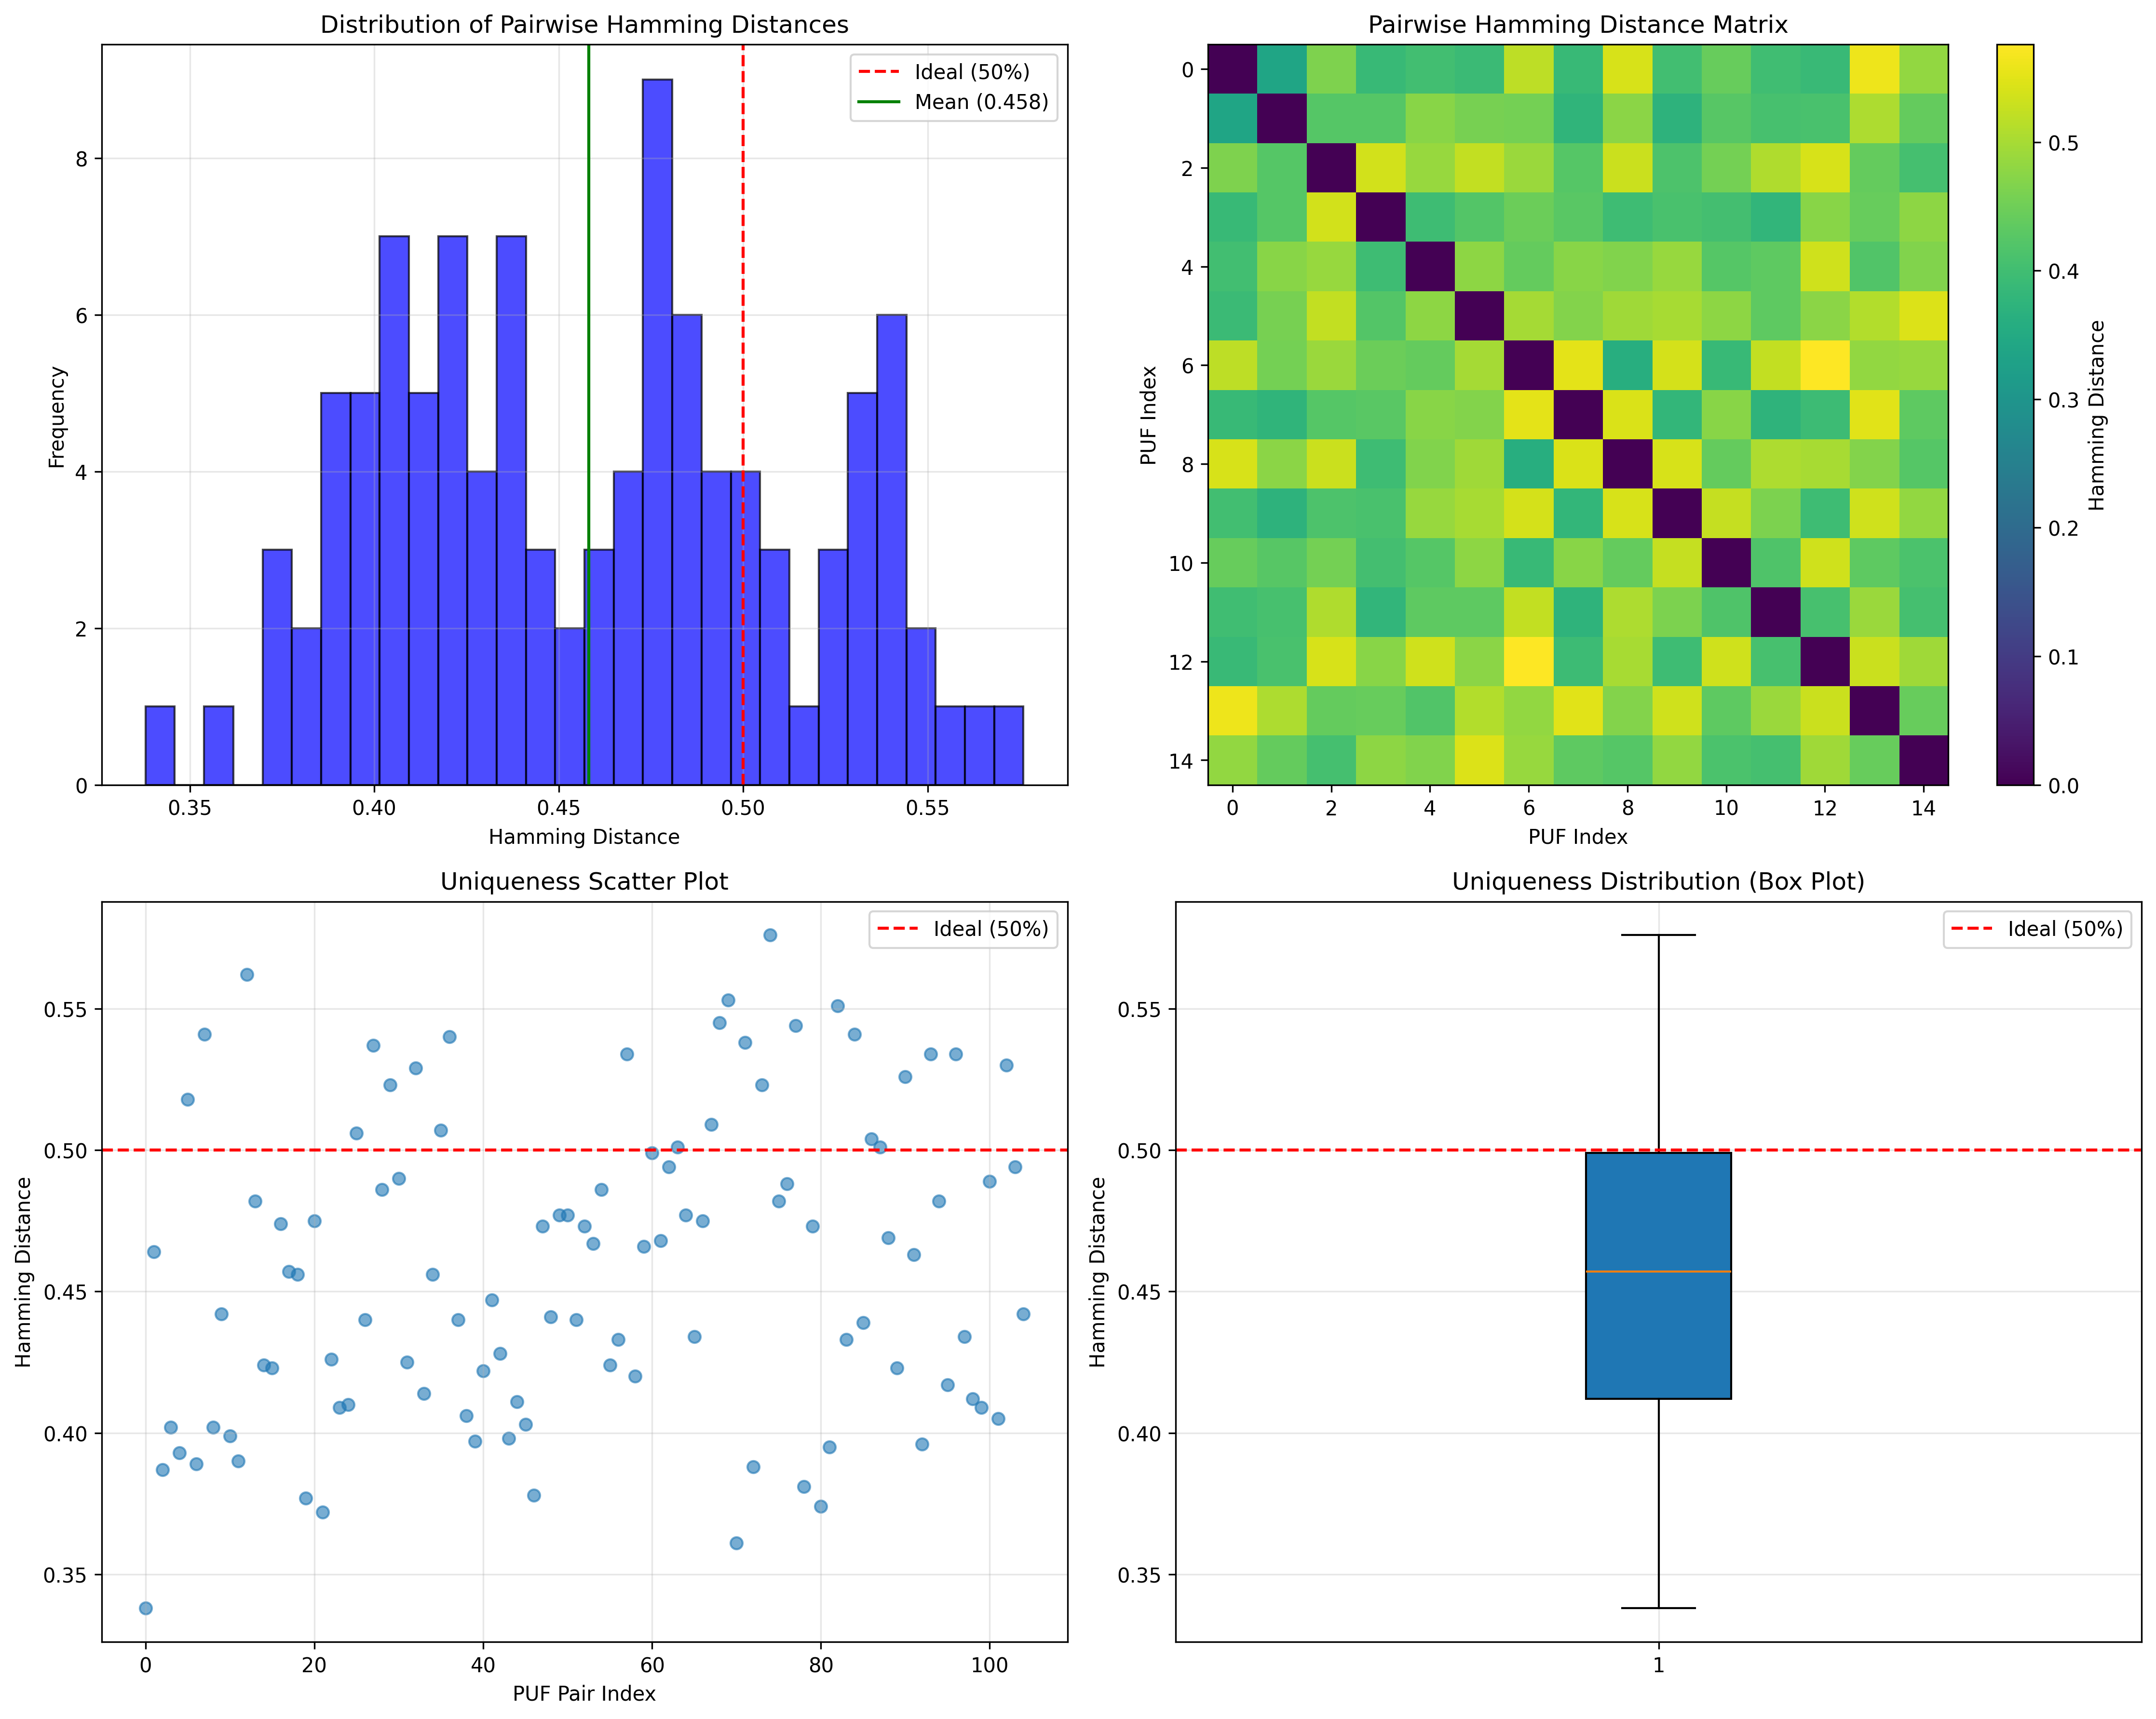 Distribution of Pairwise Hamming Distances
Ideal (50%)
Mean (0.458)
8
6
4
2
0
Frequency
0.35 0.40 0.45 0.50 0.55
Hamming Distance
Pairwise Hamming Distance Matrix
0
2
4
6
8
10
12
14
PUF Index
0 2 4 6 8 10 12 14
PUF Index
0.5
0.4
0.3
0.2
0.1
0.0
Hamming Distance
Uniqueness Scatter Plot
Ideal (50%)
0.55
0.50
0.45
0.40
0.35
Hamming Distance
0 20 40 60 80 100
PUF Pair Index
Uniqueness Distribution (Box Plot)
Ideal (50%)
0.55
0.50
0.45
0.40
0.35
Hamming Distance
1